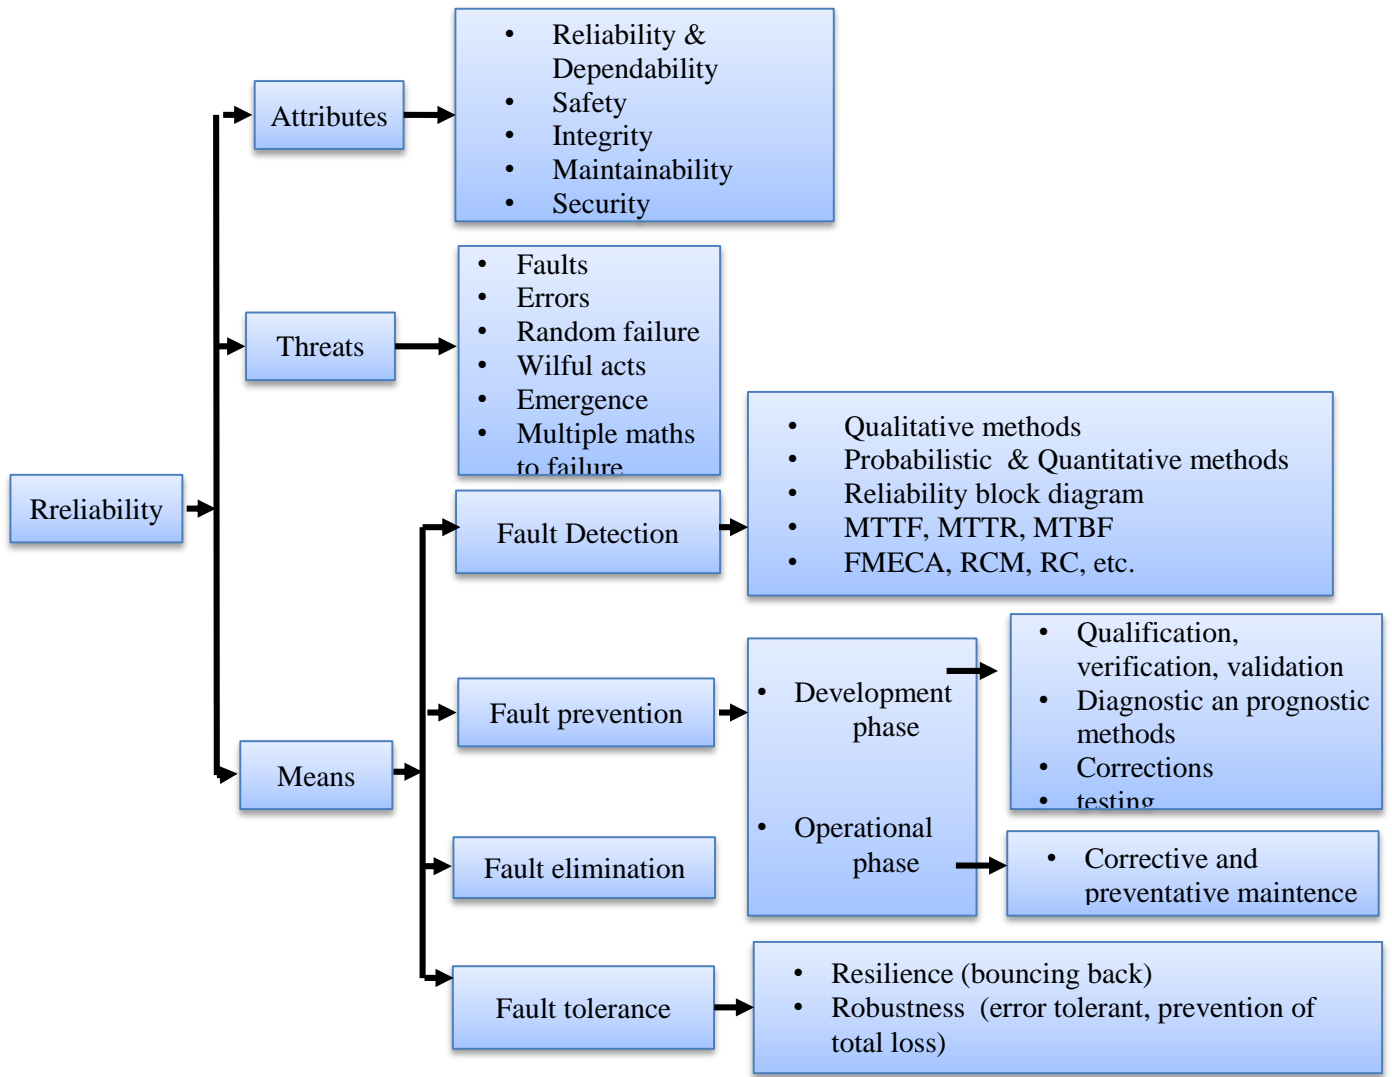 • Reliability &
Dependability
• Safety
• Integrity
• Maintainability
• Security
Attributes
• Faults
• Errors
• Random failure
• Wilful acts
• Emergence
• Multiple maths
to failure
Threats
Rreliability
Means
Fault Detection
• Qualitative methods
• Probabilistic & Quantitative methods
• Reliability block diagram
• MTTF, MTTR, MTBF
• FMECA, RCM, RC, etc.
Fault prevention
• Development
phase
• Operational
phase
• Qualification,
verification, validation
• Diagnostic an prognostic
methods
• Corrections
• testing
• Corrective and
preventative maintence
Fault elimination
Fault tolerance
• Resilience (bouncing back)
• Robustness (error tolerant, prevention of
total loss)